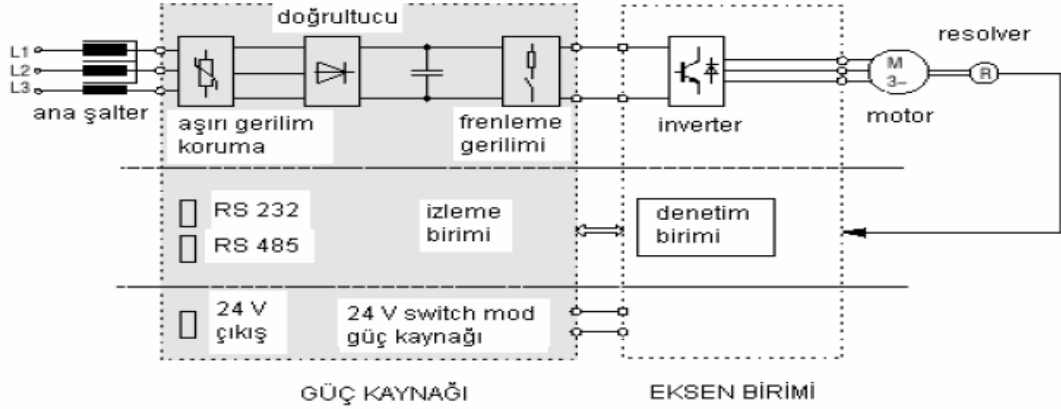 doğrultucu
resolver
L1
L2
L3
M
3~
R
ana şalter
aşırı gerilim
koruma
frenleme
gerilimi
inverter
motor
RS 232
RS 485
izleme
birimi
denetim
birimi
24 V
çıkış
24 V switch mod
güç kaynağı
GÜÇ KAYNAĞI
EKSEN BİRİMİ